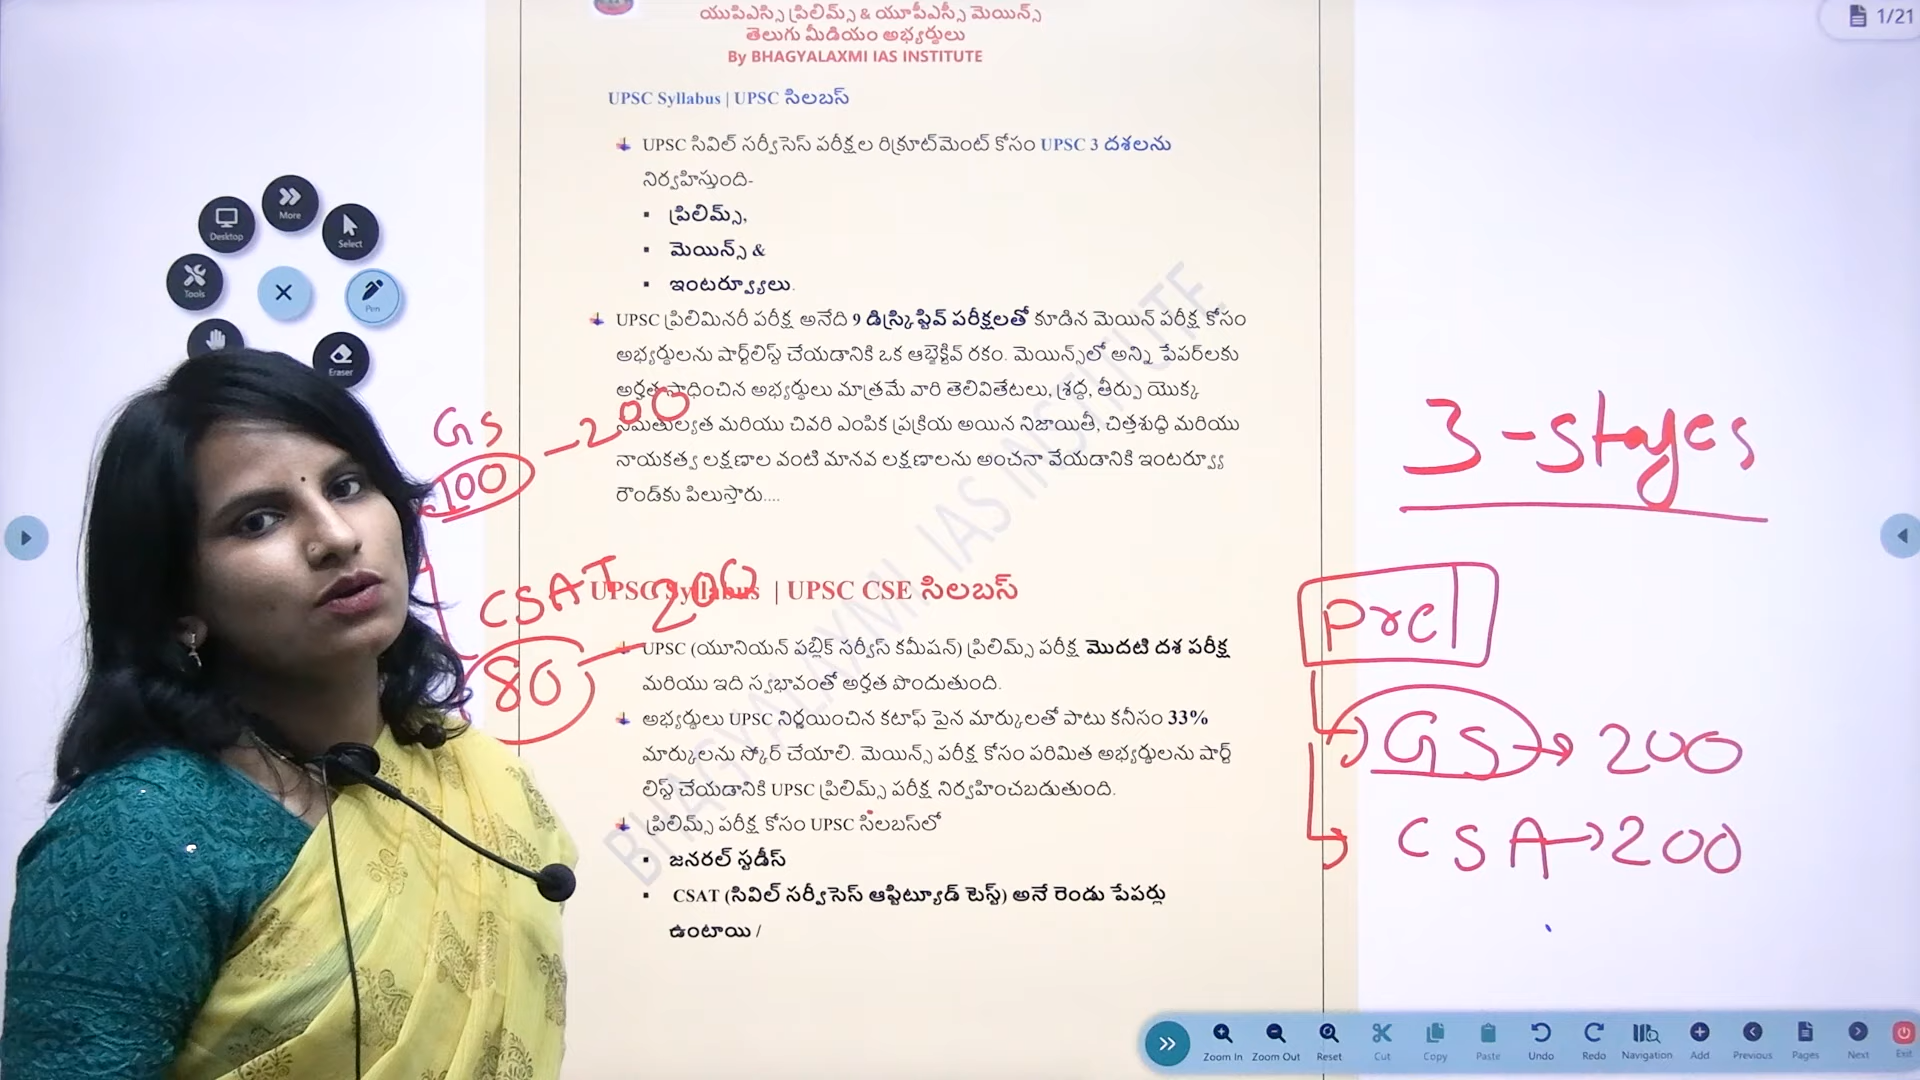 యుపిఎస్సి ప్రిలిమ్స్ & యూపీఎస్సీ మెయిన్స్
తెలుగు మీడియం అభ్యర్థులు
By BHAGYALAXMI IAS INSTITUTE
1/21
UPSC Syllabus | UPSC సిలబస్
UPSC సివిల్ సర్వీసెస్ పరీక్షల రిక్రూట్‌మెంట్ కోసం UPSC 3 దశలను
నిర్వహిస్తుంది-
ప్రిలిమ్స్,
మెయిన్స్ &
ఇంటర్వ్యూలు.
UPSC ప్రిలిమినరీ పరీక్ష అనేది 9 డిస్క్రిప్టివ్ పరీక్షలతో కూడిన మెయిన్ పరీక్ష కోసం
అభ్యర్థులను షార్ట్‌లిస్ట్ చేయడానికి ఒక ఆబ్జెక్టివ్ రకం. మెయిన్స్‌లో అన్ని పేపర్‌లకు
అర్హత సాధించిన అభ్యర్థులు మాత్రమే వారి తెలివితేటలు, శ్రద్ధ, తీర్పు యొక్క
సమతుల్యత మరియు చివరి ఎంపిక ప్రక్రియ అయిన నిజాయితీ, చిత్తశుద్ధి మరియు
నాయకత్వ లక్షణాల వంటి మానవ లక్షణాలను అంచనా వేయడానికి ఇంటర్వ్యూ
రౌండ్‌కు పిలుస్తారు....
UPSC Syllabus | UPSC CSE సిలబస్
UPSC (యూనియన్ పబ్లిక్ సర్వీస్ కమీషన్) ప్రిలిమ్స్ పరీక్ష మొదటి దశ పరీక్ష
మరియు ఇది స్వభావంతో అర్హత పొందుతుంది.
అభ్యర్థులు UPSC నిర్ణయించిన కటాఫ్ పైన మార్కులతో పాటు కనీసం 33%
మార్కులను స్కోర్ చేయాలి. మెయిన్స్ పరీక్ష కోసం పరిమిత అభ్యర్థులను షార్ట్
లిస్ట్ చేయడానికి UPSC ప్రిలిమ్స్ పరీక్ష నిర్వహించబడుతుంది.
ప్రిలిమ్స్ పరీక్ష కోసం UPSC సిలబస్‌లో
జనరల్ స్టడీస్
CSAT (సివిల్ సర్వీసెస్ ఆప్టిట్యూడ్ టెస్ట్) అనే రెండు పేపర్లు
ఉంటాయి /
BHAGYALAXMI IAS INSTITUTE.
GS
100 - 200
CSAT
80 - 200
3-stages
prel
GS → 200
CSA → 200
More
Desktop
Select
Tools
Pen
Eraser
Zoom In Zoom Out Reset Cut Copy Paste Undo Redo Navigation Add Previous Pages Next Exit